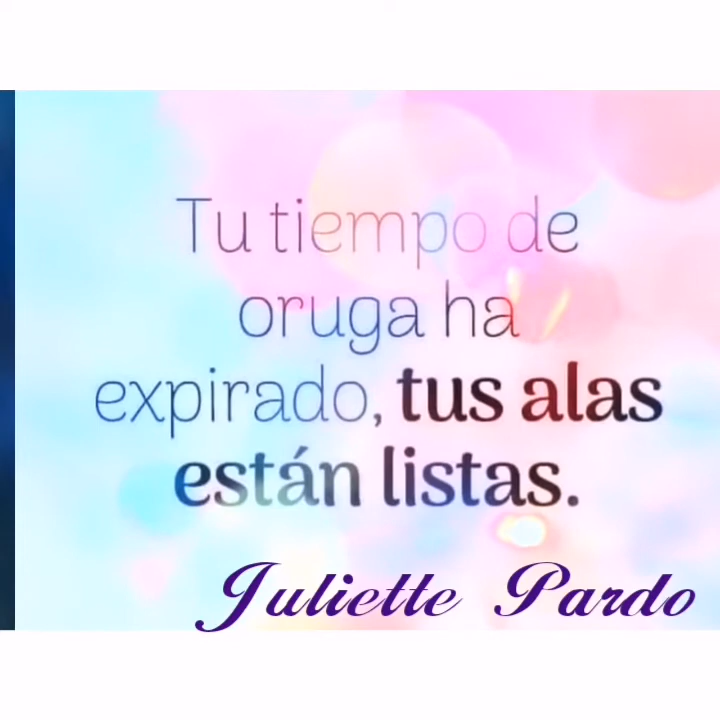 Tu tiempo de
oruga ha
expirado, tus alas
están listas.
Juliette Pardo